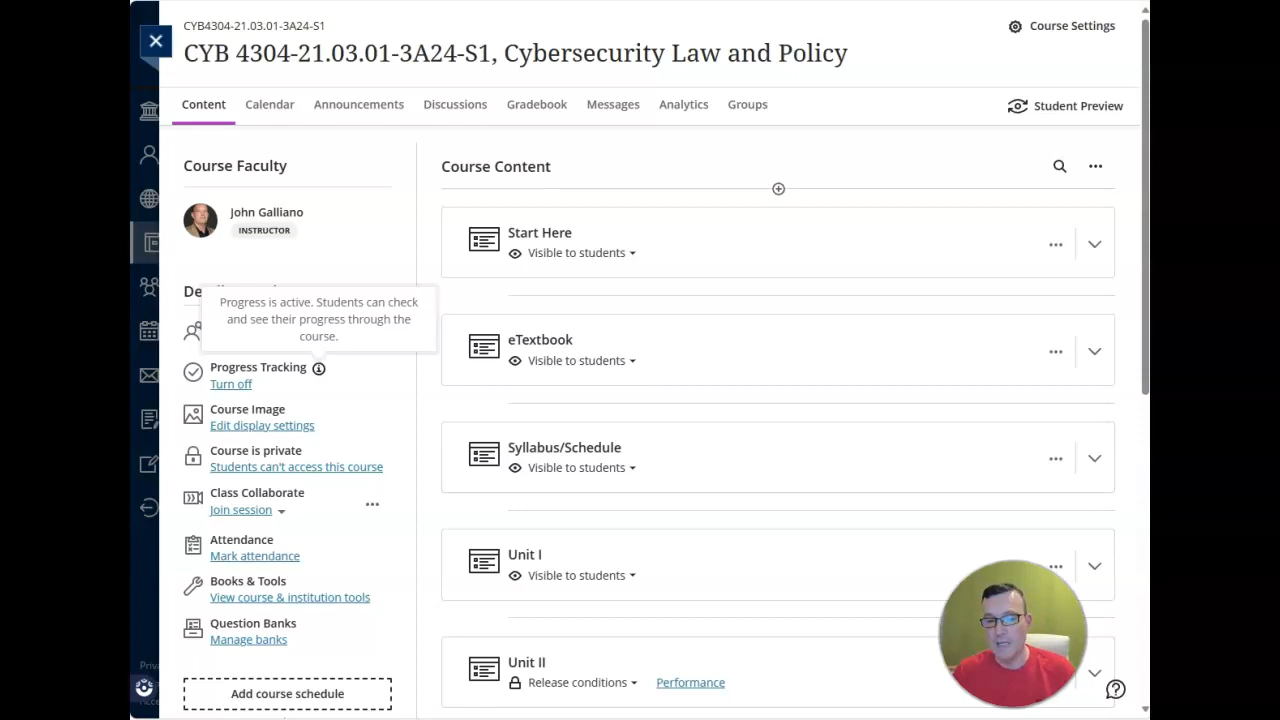 CYB4304-21.03.01-3A24-S1
CYB 4304-21.03.01-3A24-S1, Cybersecurity Law and Policy
Course Settings
Content
Calendar
Announcements
Discussions
Gradebook
Messages
Analytics
Groups
Student Preview
Course Faculty
John Galliano
INSTRUCTOR
Progress is active. Students can check
and see their progress through the
course.
Progress Tracking
Turn off
Course Image
Edit display settings
Course is private
Students can't access this course
Class Collaborate
Join session
Attendance
Mark attendance
Books & Tools
View course & institution tools
Question Banks
Manage banks
Add course schedule
Course Content
Start Here
Visible to students
eTextbook
Visible to students
Syllabus/Schedule
Visible to students
Unit I
Visible to students
Unit II
Release conditions
Performance